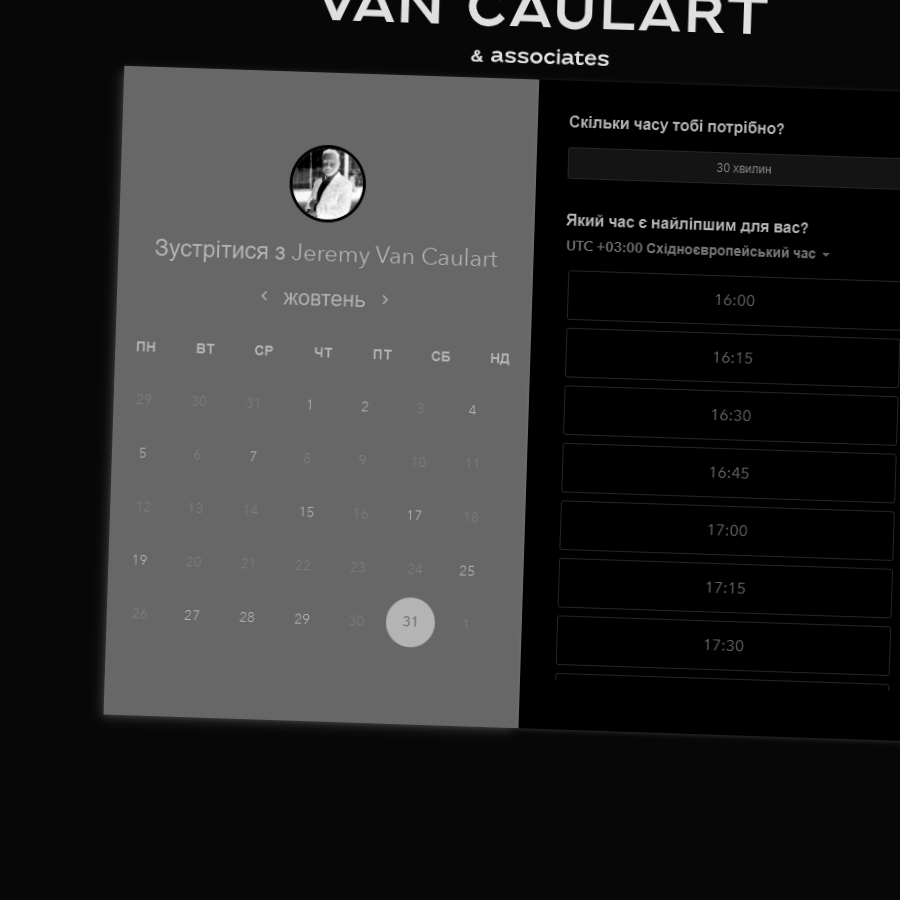 VAN CAULART
& associates
Зустрітися з Jeremy Van Caulart
жовтень
ПН ВТ СР ЧТ ПТ СБ НД
29 30 31 1 2 3 4
5 6 7 8 9 10 11
12 13 14 15 16 17 18
19 20 21 22 23 24 25
26 27 28 29 30 31 1
Скільки часу тобі потрібно?
30 хвилин
Який час є найліпшим для вас?
UTC +03:00 Східноєвропейський час
16:00
16:15
16:30
16:45
17:00
17:15
17:30